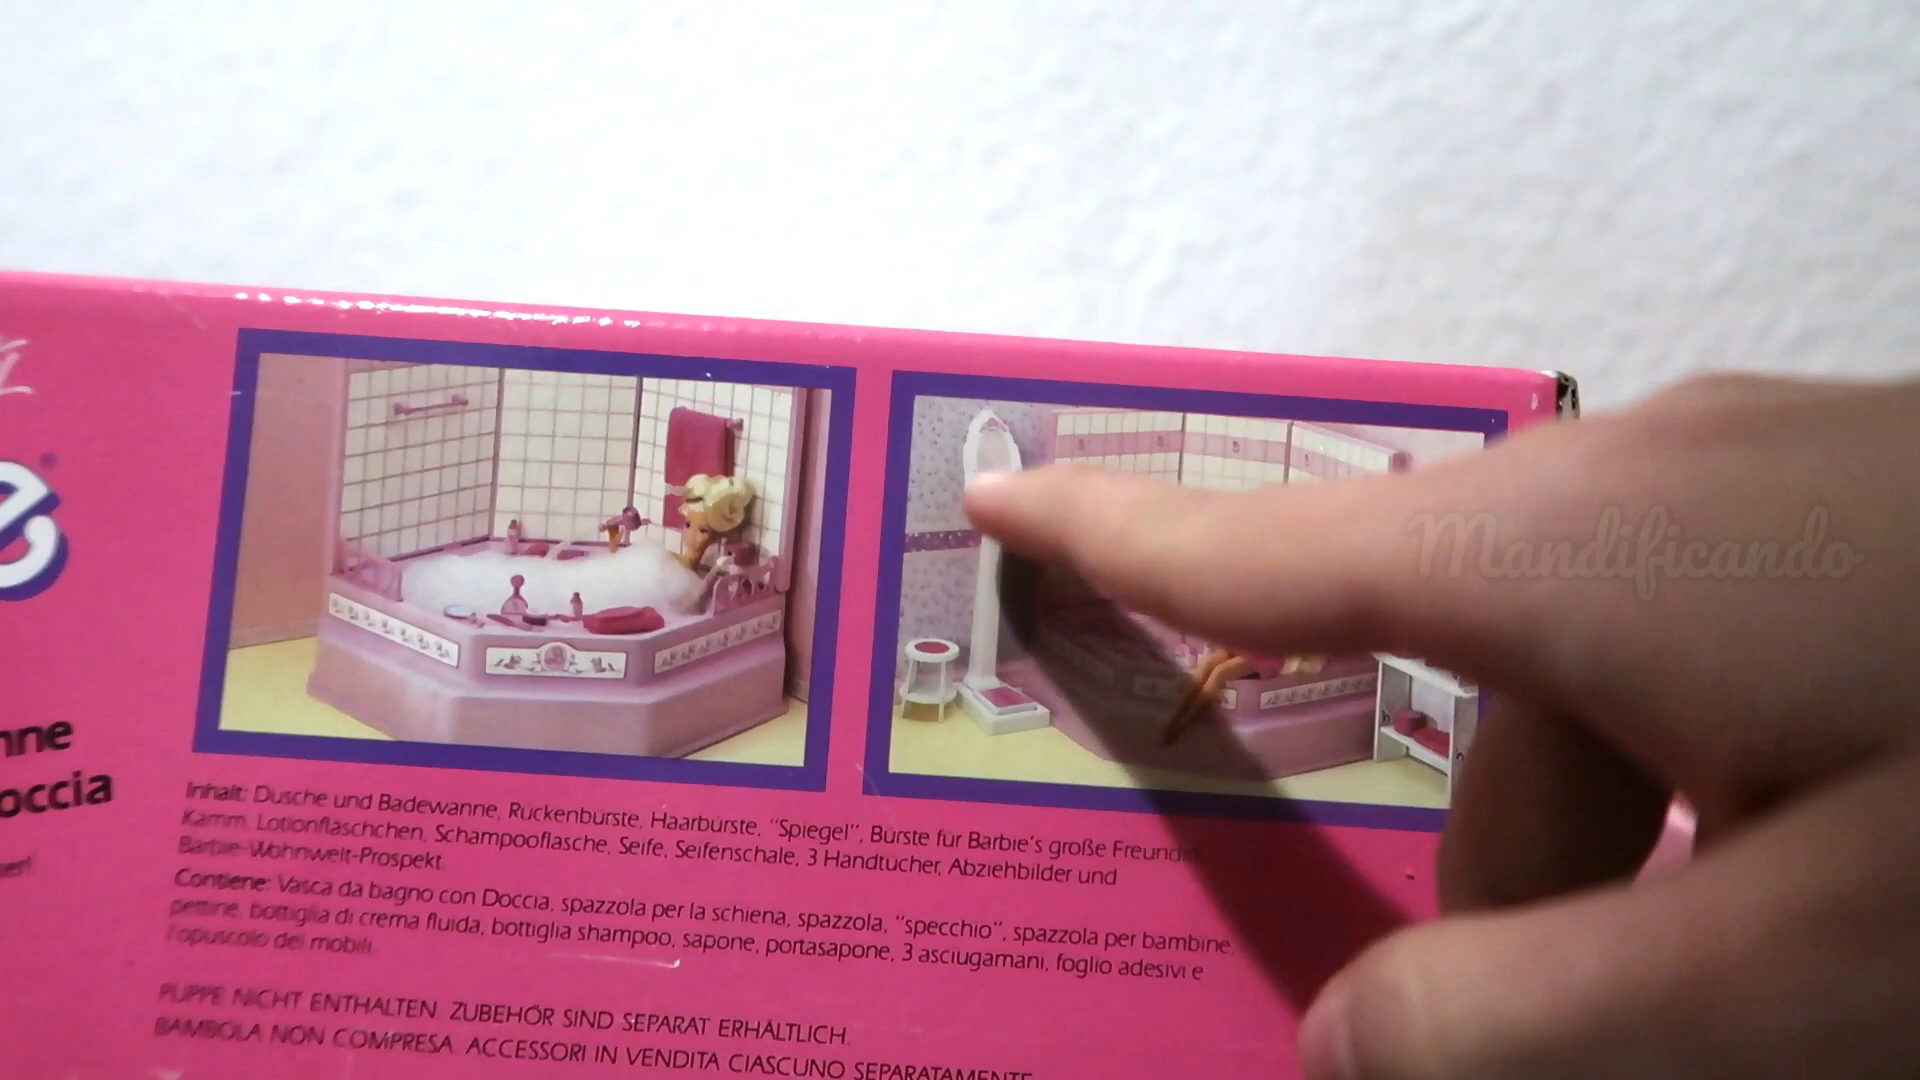 Mandificando
nne
occia
Inhalt: Dusche und Badewanne, Rückenbürste, Haarbürste, "Spiegel", Bürste für Barbie's große Freundin,
Kamm, Lotionfläschchen, Schampooflasche, Seife, Seifenschale, 3 Handtücher, Abziehbilder und
Barbie-Wohnwelt-Prospekt.
Contiene: Vasca da bagno con Doccia, spazzola per la schiena, spazzola, "specchio", spazzola per bambine,
pettine, bottiglia di crema fluida, bottiglia shampoo, sapone, portasapone, 3 asciugamani, foglio adesivi e
l'opuscolo dei mobili.
PUPPE NICHT ENTHALTEN. ZUBEHÖR SIND SEPARAT ERHÄLTLICH.
BAMBOLA NON COMPRESA. ACCESSORI IN VENDITA CIASCUNO SEPARATAMENTE.